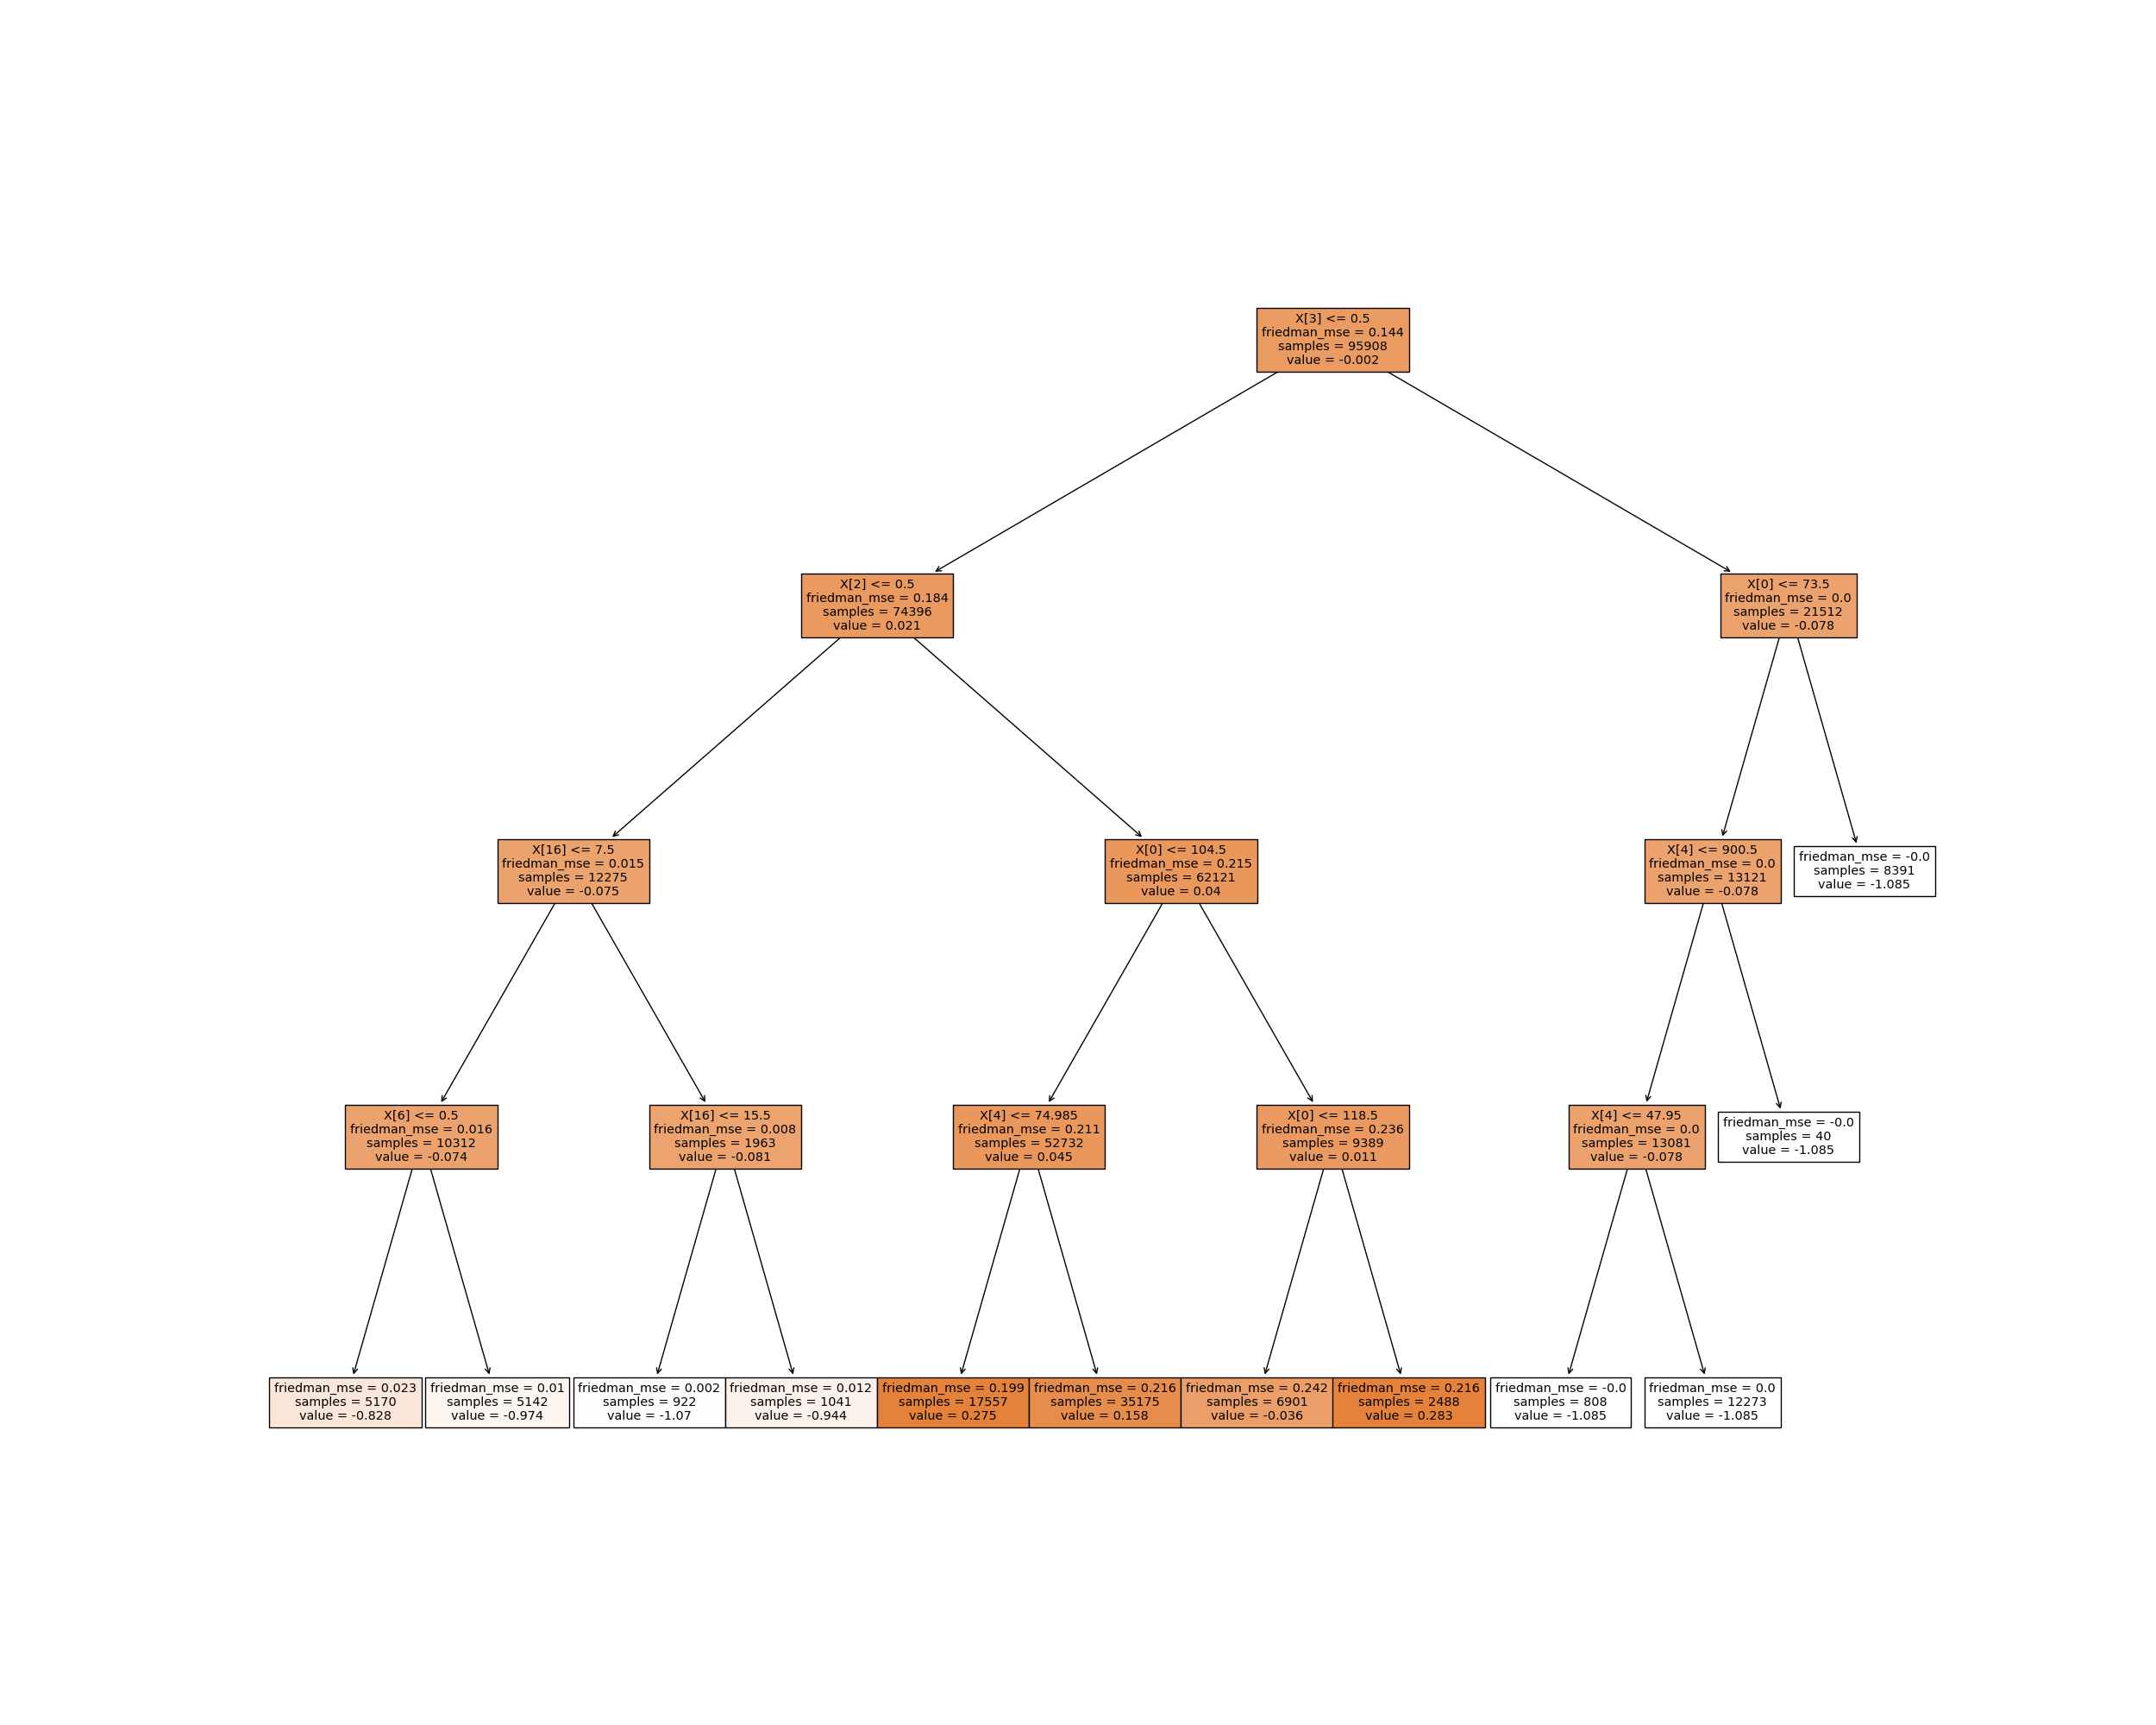 X[3] <= 0.5
friedman_mse = 0.144
samples = 95908
value = -0.002
X[2] <= 0.5
friedman_mse = 0.184
samples = 74396
value = 0.021
X[0] <= 73.5
friedman_mse = 0.0
samples = 21512
value = -0.078
X[16] <= 7.5
friedman_mse = 0.015
samples = 12275
value = -0.075
X[0] <= 104.5
friedman_mse = 0.215
samples = 62121
value = 0.04
X[4] <= 900.5
friedman_mse = 0.0
samples = 13121
value = -0.078
friedman_mse = -0.0
samples = 8391
value = -1.085
X[6] <= 0.5
friedman_mse = 0.016
samples = 10312
value = -0.074
X[16] <= 15.5
friedman_mse = 0.008
samples = 1963
value = -0.081
X[4] <= 74.985
friedman_mse = 0.211
samples = 52732
value = 0.045
X[0] <= 118.5
friedman_mse = 0.236
samples = 9389
value = 0.011
X[4] <= 47.95
friedman_mse = 0.0
samples = 13081
value = -0.078
friedman_mse = -0.0
samples = 40
value = -1.085
friedman_mse = 0.023
samples = 5170
value = -0.828
friedman_mse = 0.01
samples = 5142
value = -0.974
friedman_mse = 0.002
samples = 922
value = -1.07
friedman_mse = 0.012
samples = 1041
value = -0.944
friedman_mse = 0.199
samples = 17557
value = 0.275
friedman_mse = 0.216
samples = 35175
value = 0.158
friedman_mse = 0.242
samples = 6901
value = -0.036
friedman_mse = 0.216
samples = 2488
value = 0.283
friedman_mse = -0.0
samples = 808
value = -1.085
friedman_mse = 0.0
samples = 12273
value = -1.085